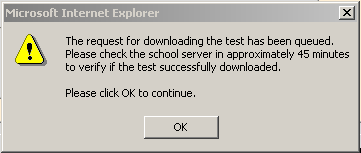 Microsoft Internet Explorer
The request for downloading the test has been queued.
Please check the school server in approximately 45 minutes
to verify if the test successfully downloaded.
Please click OK to continue.
OK